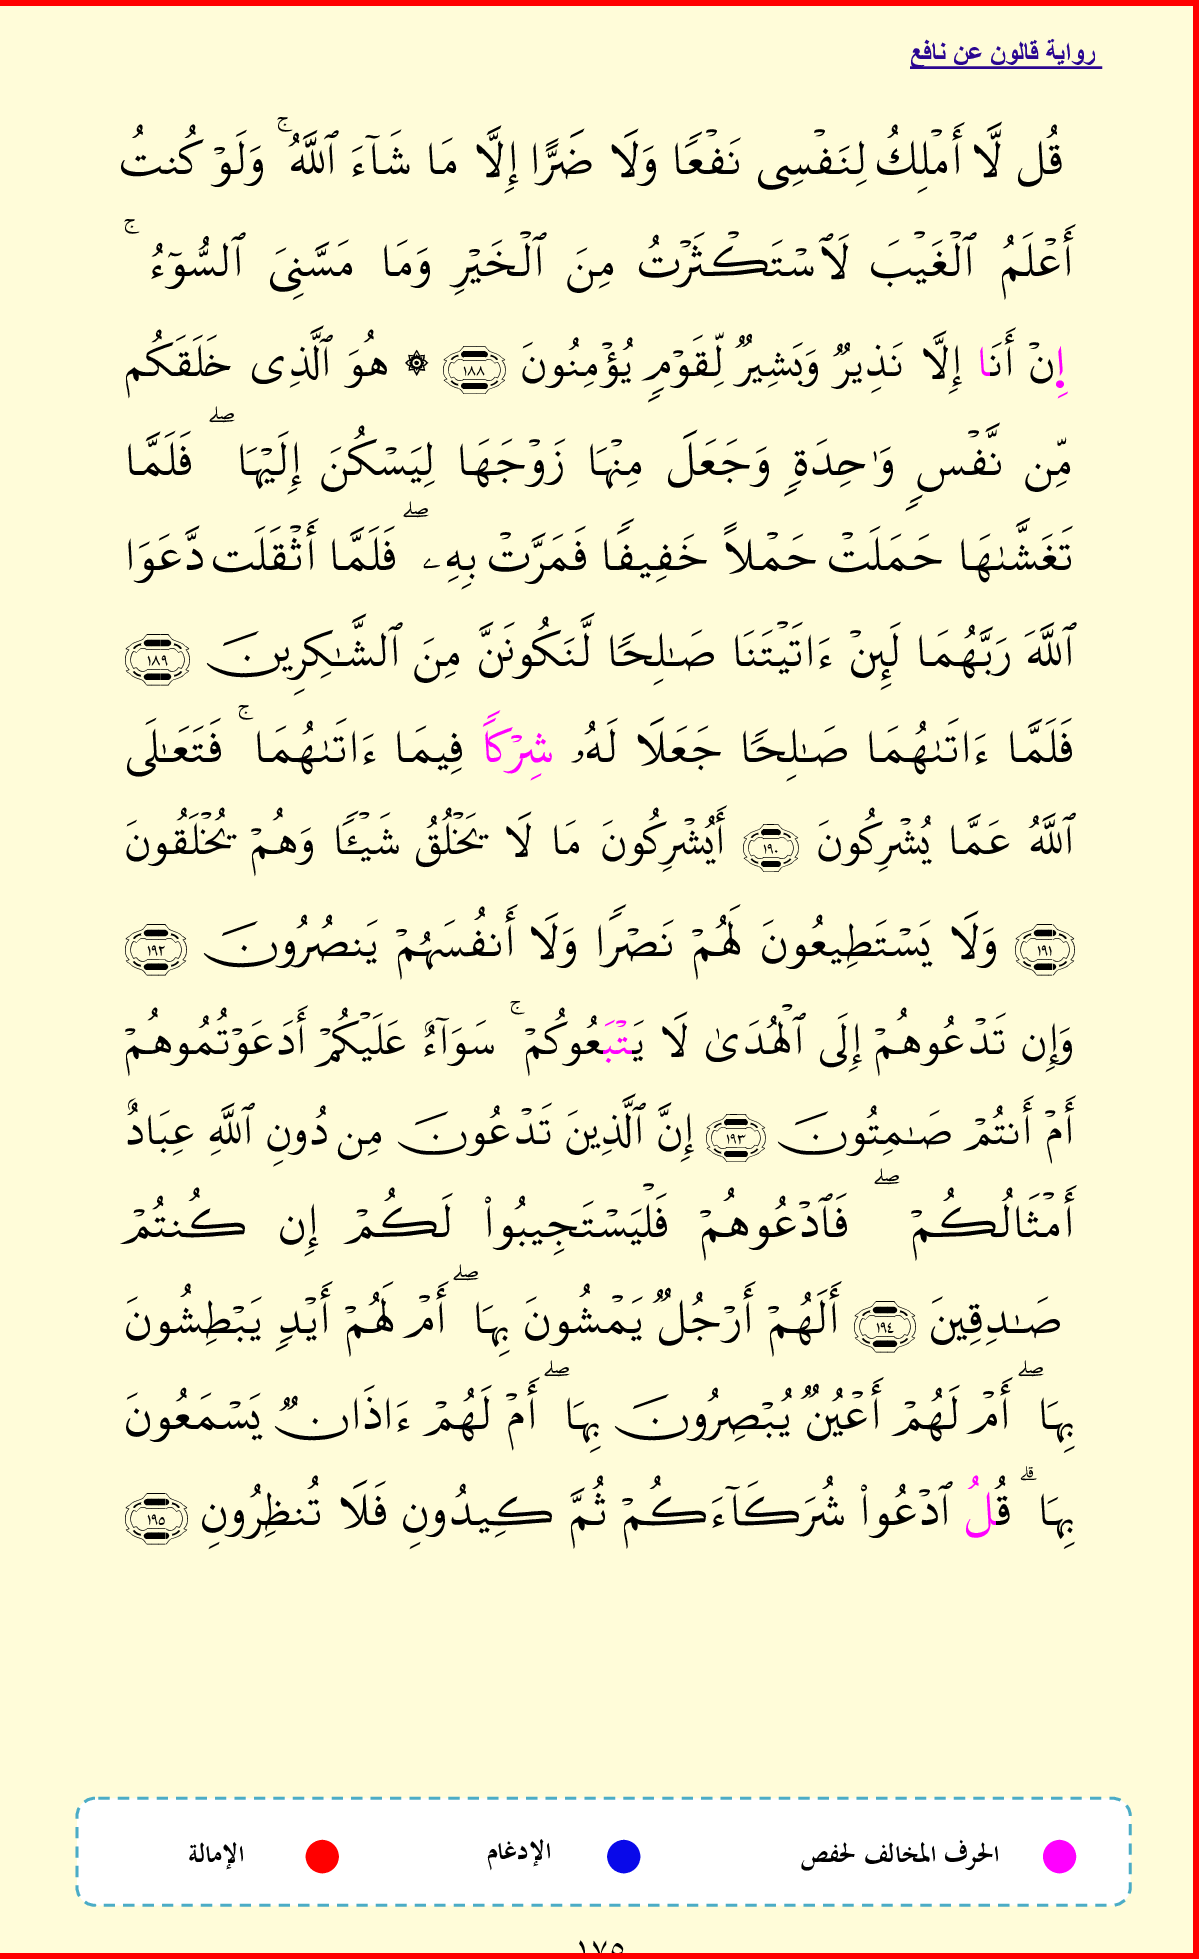 رواية قالون عن نافع
قُل لَّا أَمْلِكُ لِنَفْسِى نَفْعًا وَلَا ضَرًّا إِلَّا مَا شَآءَ ٱللَّهُ ۚ وَلَوْ كُنتُ
أَعْلَمُ ٱلْغَيْبَ لَٱسْتَكْثَرْتُ مِنَ ٱلْخَيْرِ وَمَا مَسَّنِىَ ٱلسُّوٓءُ ۚ
إِنْ أَنَا إِلَّا نَذِيرٌ وَبَشِيرٌ لِّقَوْمٍ يُؤْمِنُونَ ١٨٨ ۞ هُوَ ٱلَّذِى خَلَقَكُم
مِّن نَّفْسٍ وَٰحِدَةٍ وَجَعَلَ مِنْهَا زَوْجَهَا لِيَسْكُنَ إِلَيْهَا ۖ فَلَمَّا
تَغَشَّىٰهَا حَمَلَتْ حَمْلًا خَفِيفًا فَمَرَّتْ بِهِۦ ۖ فَلَمَّا أَثْقَلَت دَّعَوَا
ٱللَّهَ رَبَّهُمَا لَئِنْ ءَاتَيْتَنَا صَـٰلِحًا لَّنَكُونَنَّ مِنَ ٱلشَّـٰكِرِينَ ١٨٩
فَلَمَّا ءَاتَىٰهُمَا صَـٰلِحًا جَعَلَا لَهُۥ شِرْكًا فِيمَا ءَاتَىٰهُمَا ۚ فَتَعَـٰلَى
ٱللَّهُ عَمَّا يُشْرِكُونَ ١٩٠ أَيُشْرِكُونَ مَا لَا يَخْلُقُ شَيْـًٔا وَهُمْ يُخْلَقُونَ
١٩١ وَلَا يَسْتَطِيعُونَ لَهُمْ نَصْرًا وَلَا أَنفُسَهُمْ يَنصُرُونَ ١٩٢
وَإِن تَدْعُوهُمْ إِلَى ٱلْهُدَىٰ لَا يَتْبَعُوكُمْ ۚ سَوَآءٌ عَلَيْكُمْ أَدَعَوْتُمُوهُمْ
أَمْ أَنتُمْ صَـٰمِتُونَ ١٩٣ إِنَّ ٱلَّذِينَ تَدْعُونَ مِن دُونِ ٱللَّهِ عِبَادٌ
أَمْثَالُكُمْ ۖ فَٱدْعُوهُمْ فَلْيَسْتَجِيبُوا۟ لَكُمْ إِن كُنتُمْ
صَـٰدِقِينَ ١٩٤ أَلَهُمْ أَرْجُلٌ يَمْشُونَ بِهَا ۖ أَمْ لَهُمْ أَيْدٍ يَبْطِشُونَ
بِهَا ۖ أَمْ لَهُمْ أَعْيُنٌ يُبْصِرُونَ بِهَا ۖ أَمْ لَهُمْ ءَاذَانٌ يَسْمَعُونَ
بِهَا ۗ قُلُ ٱدْعُوا۟ شُرَكَآءَكُمْ ثُمَّ كِيدُونِ فَلَا تُنظِرُونِ ١٩٥
الحرف المخالف لحفص الإدغام الإمالة
١٧٥